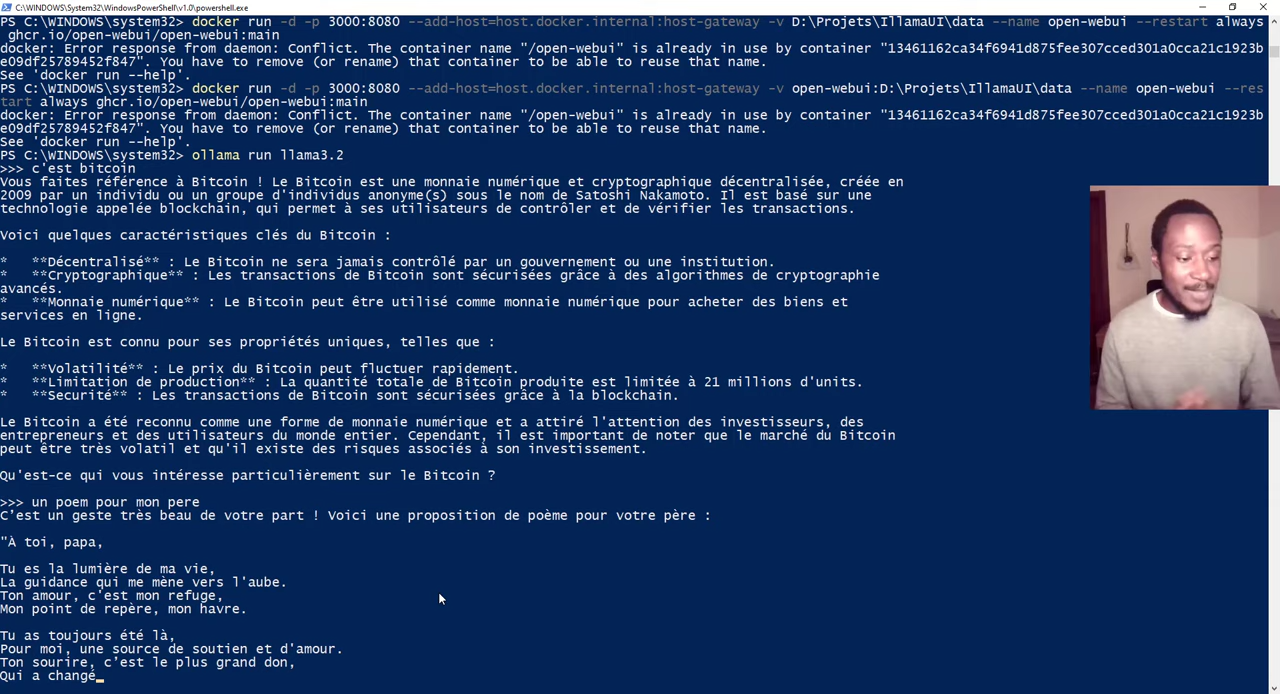 C:\WINDOWS\System32\WindowsPowerShell\v1.0\powershell.exe
PS C:\WINDOWS\system32> docker run -d -p 3000:8080 --add-host=host.docker.internal:host-gateway -v D:\Projets\IllamaUI\data --name open-webui --restart always
 ghcr.io/open-webui/open-webui:main
docker: Error response from daemon: Conflict. The container name "/open-webui" is already in use by container "13461162ca34f6941d875fee307cced301a0cca21c1923b
e09df25789452f847". You have to remove (or rename) that container to be able to reuse that name.
See 'docker run --help'.
PS C:\WINDOWS\system32> docker run -d -p 3000:8080 --add-host=host.docker.internal:host-gateway -v open-webui:D:\Projets\IllamaUI\data --name open-webui --res
tart always ghcr.io/open-webui/open-webui:main
docker: Error response from daemon: Conflict. The container name "/open-webui" is already in use by container "13461162ca34f6941d875fee307cced301a0cca21c1923b
e09df25789452f847". You have to remove (or rename) that container to be able to reuse that name.
See 'docker run --help'.
PS C:\WINDOWS\system32> ollama run llama3.2
>>> c'est bitcoin
Vous faites référence à Bitcoin ! Le Bitcoin est une monnaie numérique et cryptographique décentralisée, créée en
2009 par un individu ou un groupe d'individus anonyme(s) sous le nom de Satoshi Nakamoto. Il est basé sur une
technologie appelée blockchain, qui permet à ses utilisateurs de contrôler et de vérifier les transactions.
Voici quelques caractéristiques clés du Bitcoin :
*   **Décentralisé** : Le Bitcoin ne sera jamais contrôlé par un gouvernement ou une institution.
*   **Cryptographique** : Les transactions de Bitcoin sont sécurisées grâce à des algorithmes de cryptographie
avancés.
*   **Monnaie numérique** : Le Bitcoin peut être utilisé comme monnaie numérique pour acheter des biens et
services en ligne.
Le Bitcoin est connu pour ses propriétés uniques, telles que :
*   **Volatilité** : Le prix du Bitcoin peut fluctuer rapidement.
*   **Limitation de production** : La quantité totale de Bitcoin produite est limitée à 21 millions d'units.
*   **Securité** : Les transactions de Bitcoin sont sécurisées grâce à la blockchain.
Le Bitcoin a été reconnu comme une forme de monnaie numérique et a attiré l'attention des investisseurs, des
entrepreneurs et des utilisateurs du monde entier. Cependant, il est important de noter que le marché du Bitcoin
peut être très volatil et qu'il existe des risques associés à son investissement.
Qu'est-ce qui vous intéresse particulièrement sur le Bitcoin ?
>>> un poem pour mon pere
C'est un geste très beau de votre part ! Voici une proposition de poème pour votre père :
"À toi, papa,
Tu es la lumière de ma vie,
La guidance qui me mène vers l'aube.
Ton amour, c'est mon refuge,
Mon point de repère, mon havre.
Tu as toujours été là,
Pour moi, une source de soutien et d'amour.
Ton sourire, c'est le plus grand don,
Qui a changé